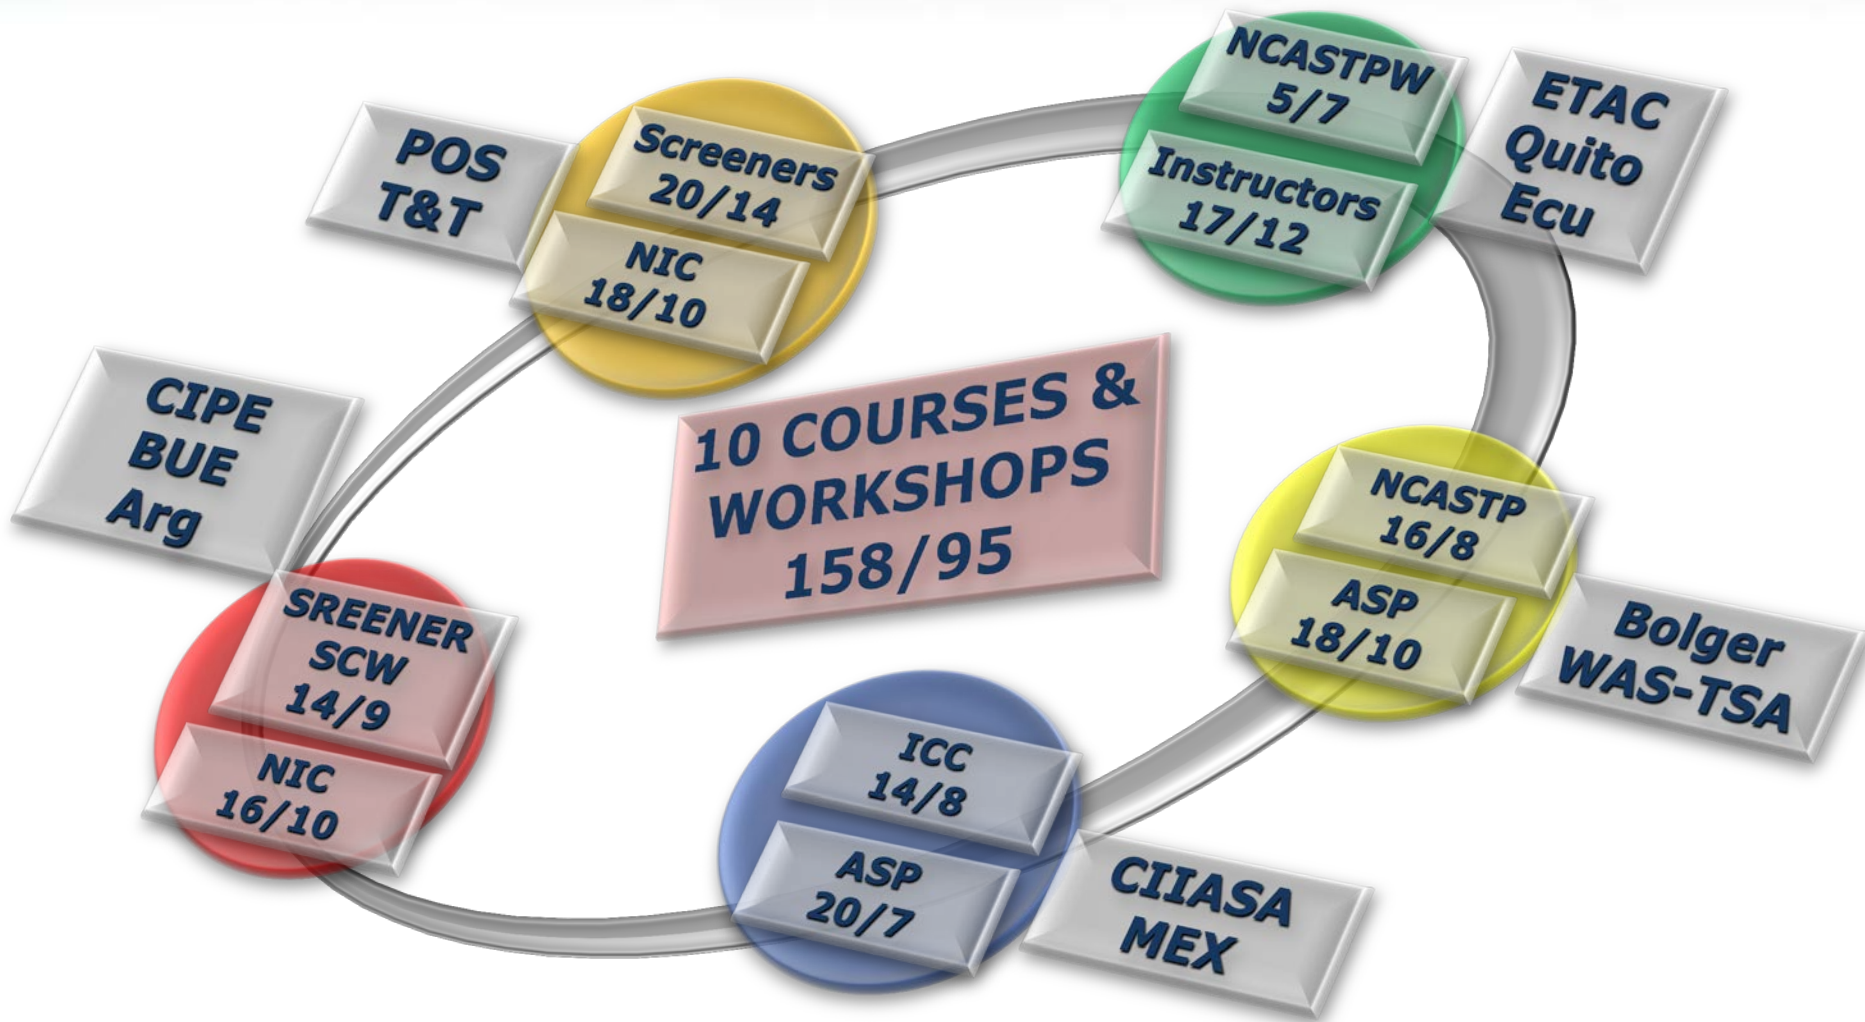 NCASTPW
5/7
Instructors
17/12
ETAC
Quito
Ecu
POS
T&T
Screeners
20/14
NIC
18/10
10 COURSES &
WORKSHOPS
158/95
CIPE
BUE
Arg
SREENER
SCW
14/9
NIC
16/10
NCASTP
16/8
ASP
18/10
Bolger
WAS-TSA
ICC
14/8
ASP
20/7
CIIASA
MEX